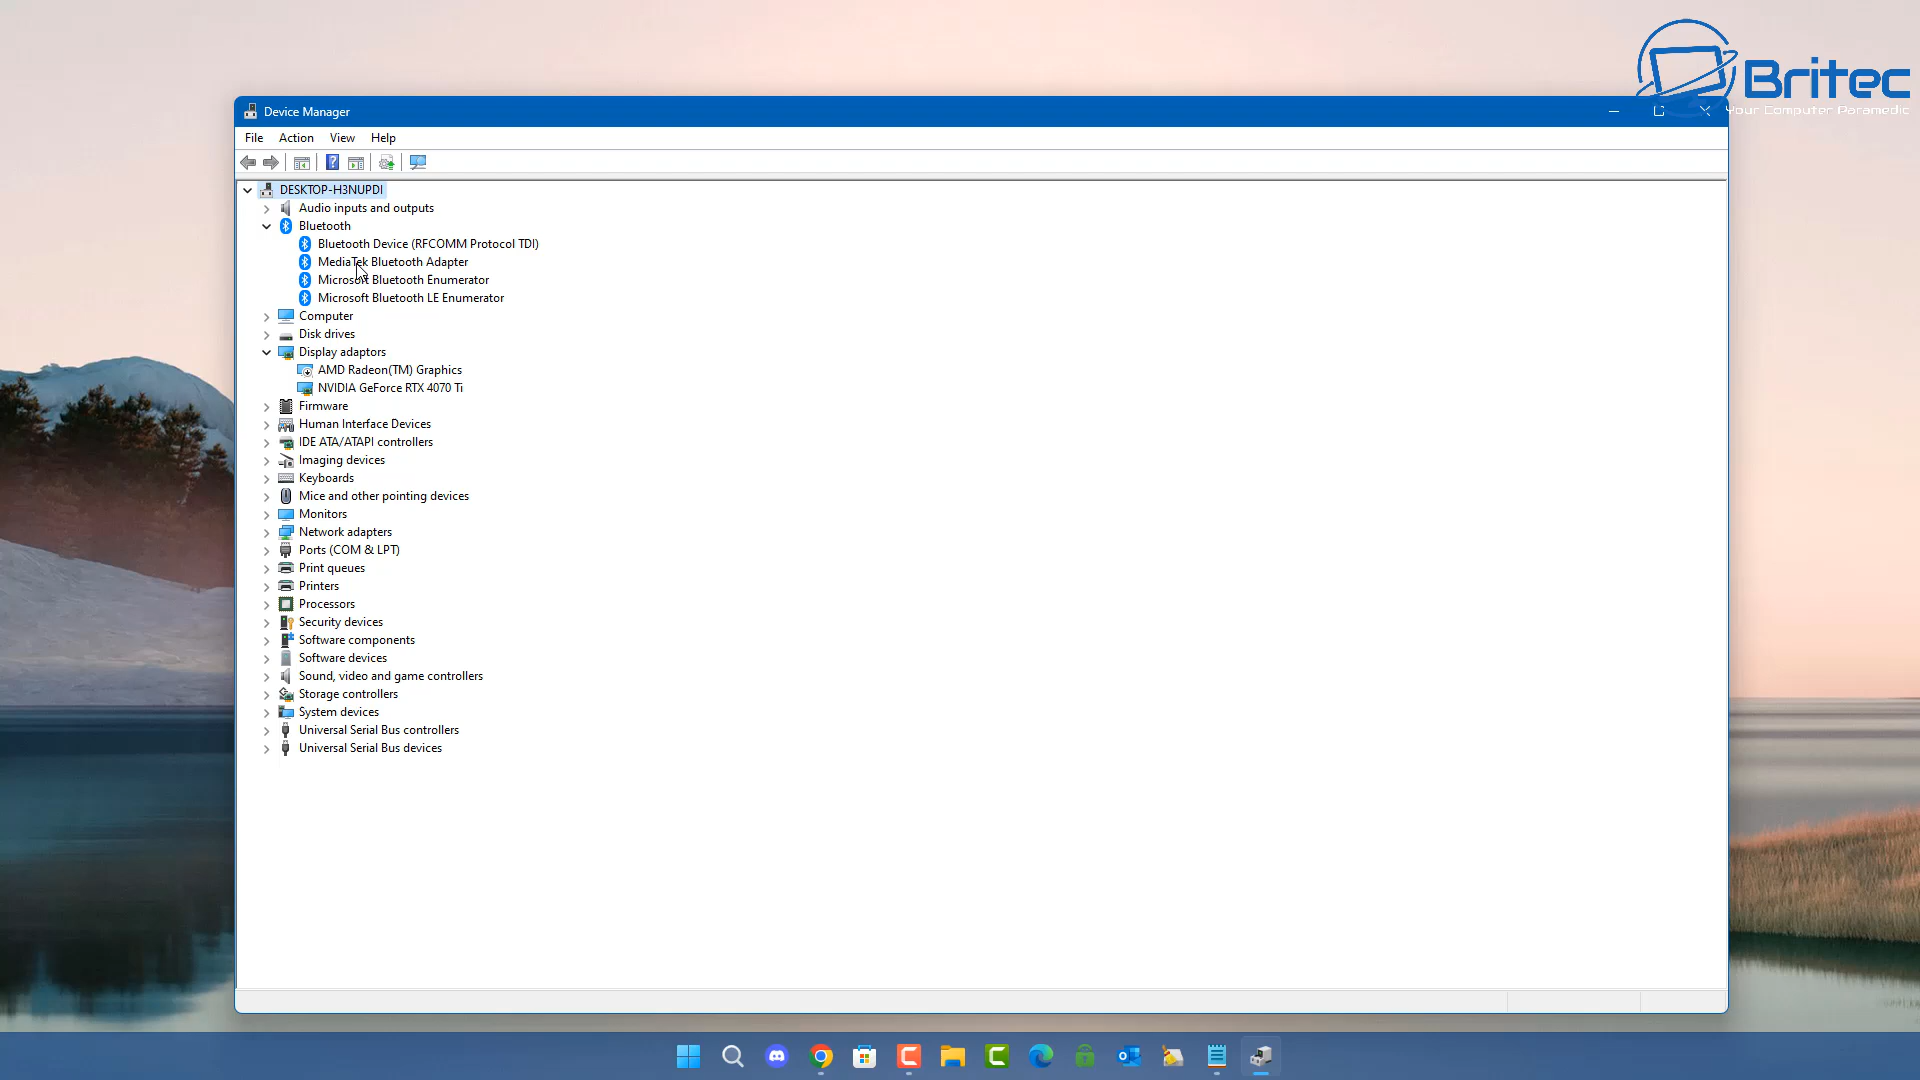 Britec
Your Computer Paramedic
Device Manager
File Action View Help
DESKTOP-H3NUPDI
Audio inputs and outputs
Bluetooth
Bluetooth Device (RFCOMM Protocol TDI)
MediaTek Bluetooth Adapter
Microsoft Bluetooth Enumerator
Microsoft Bluetooth LE Enumerator
Computer
Disk drives
Display adaptors
AMD Radeon(TM) Graphics
NVIDIA GeForce RTX 4070 Ti
Firmware
Human Interface Devices
IDE ATA/ATAPI controllers
Imaging devices
Keyboards
Mice and other pointing devices
Monitors
Network adapters
Ports (COM & LPT)
Print queues
Printers
Processors
Security devices
Software components
Software devices
Sound, video and game controllers
Storage controllers
System devices
Universal Serial Bus controllers
Universal Serial Bus devices